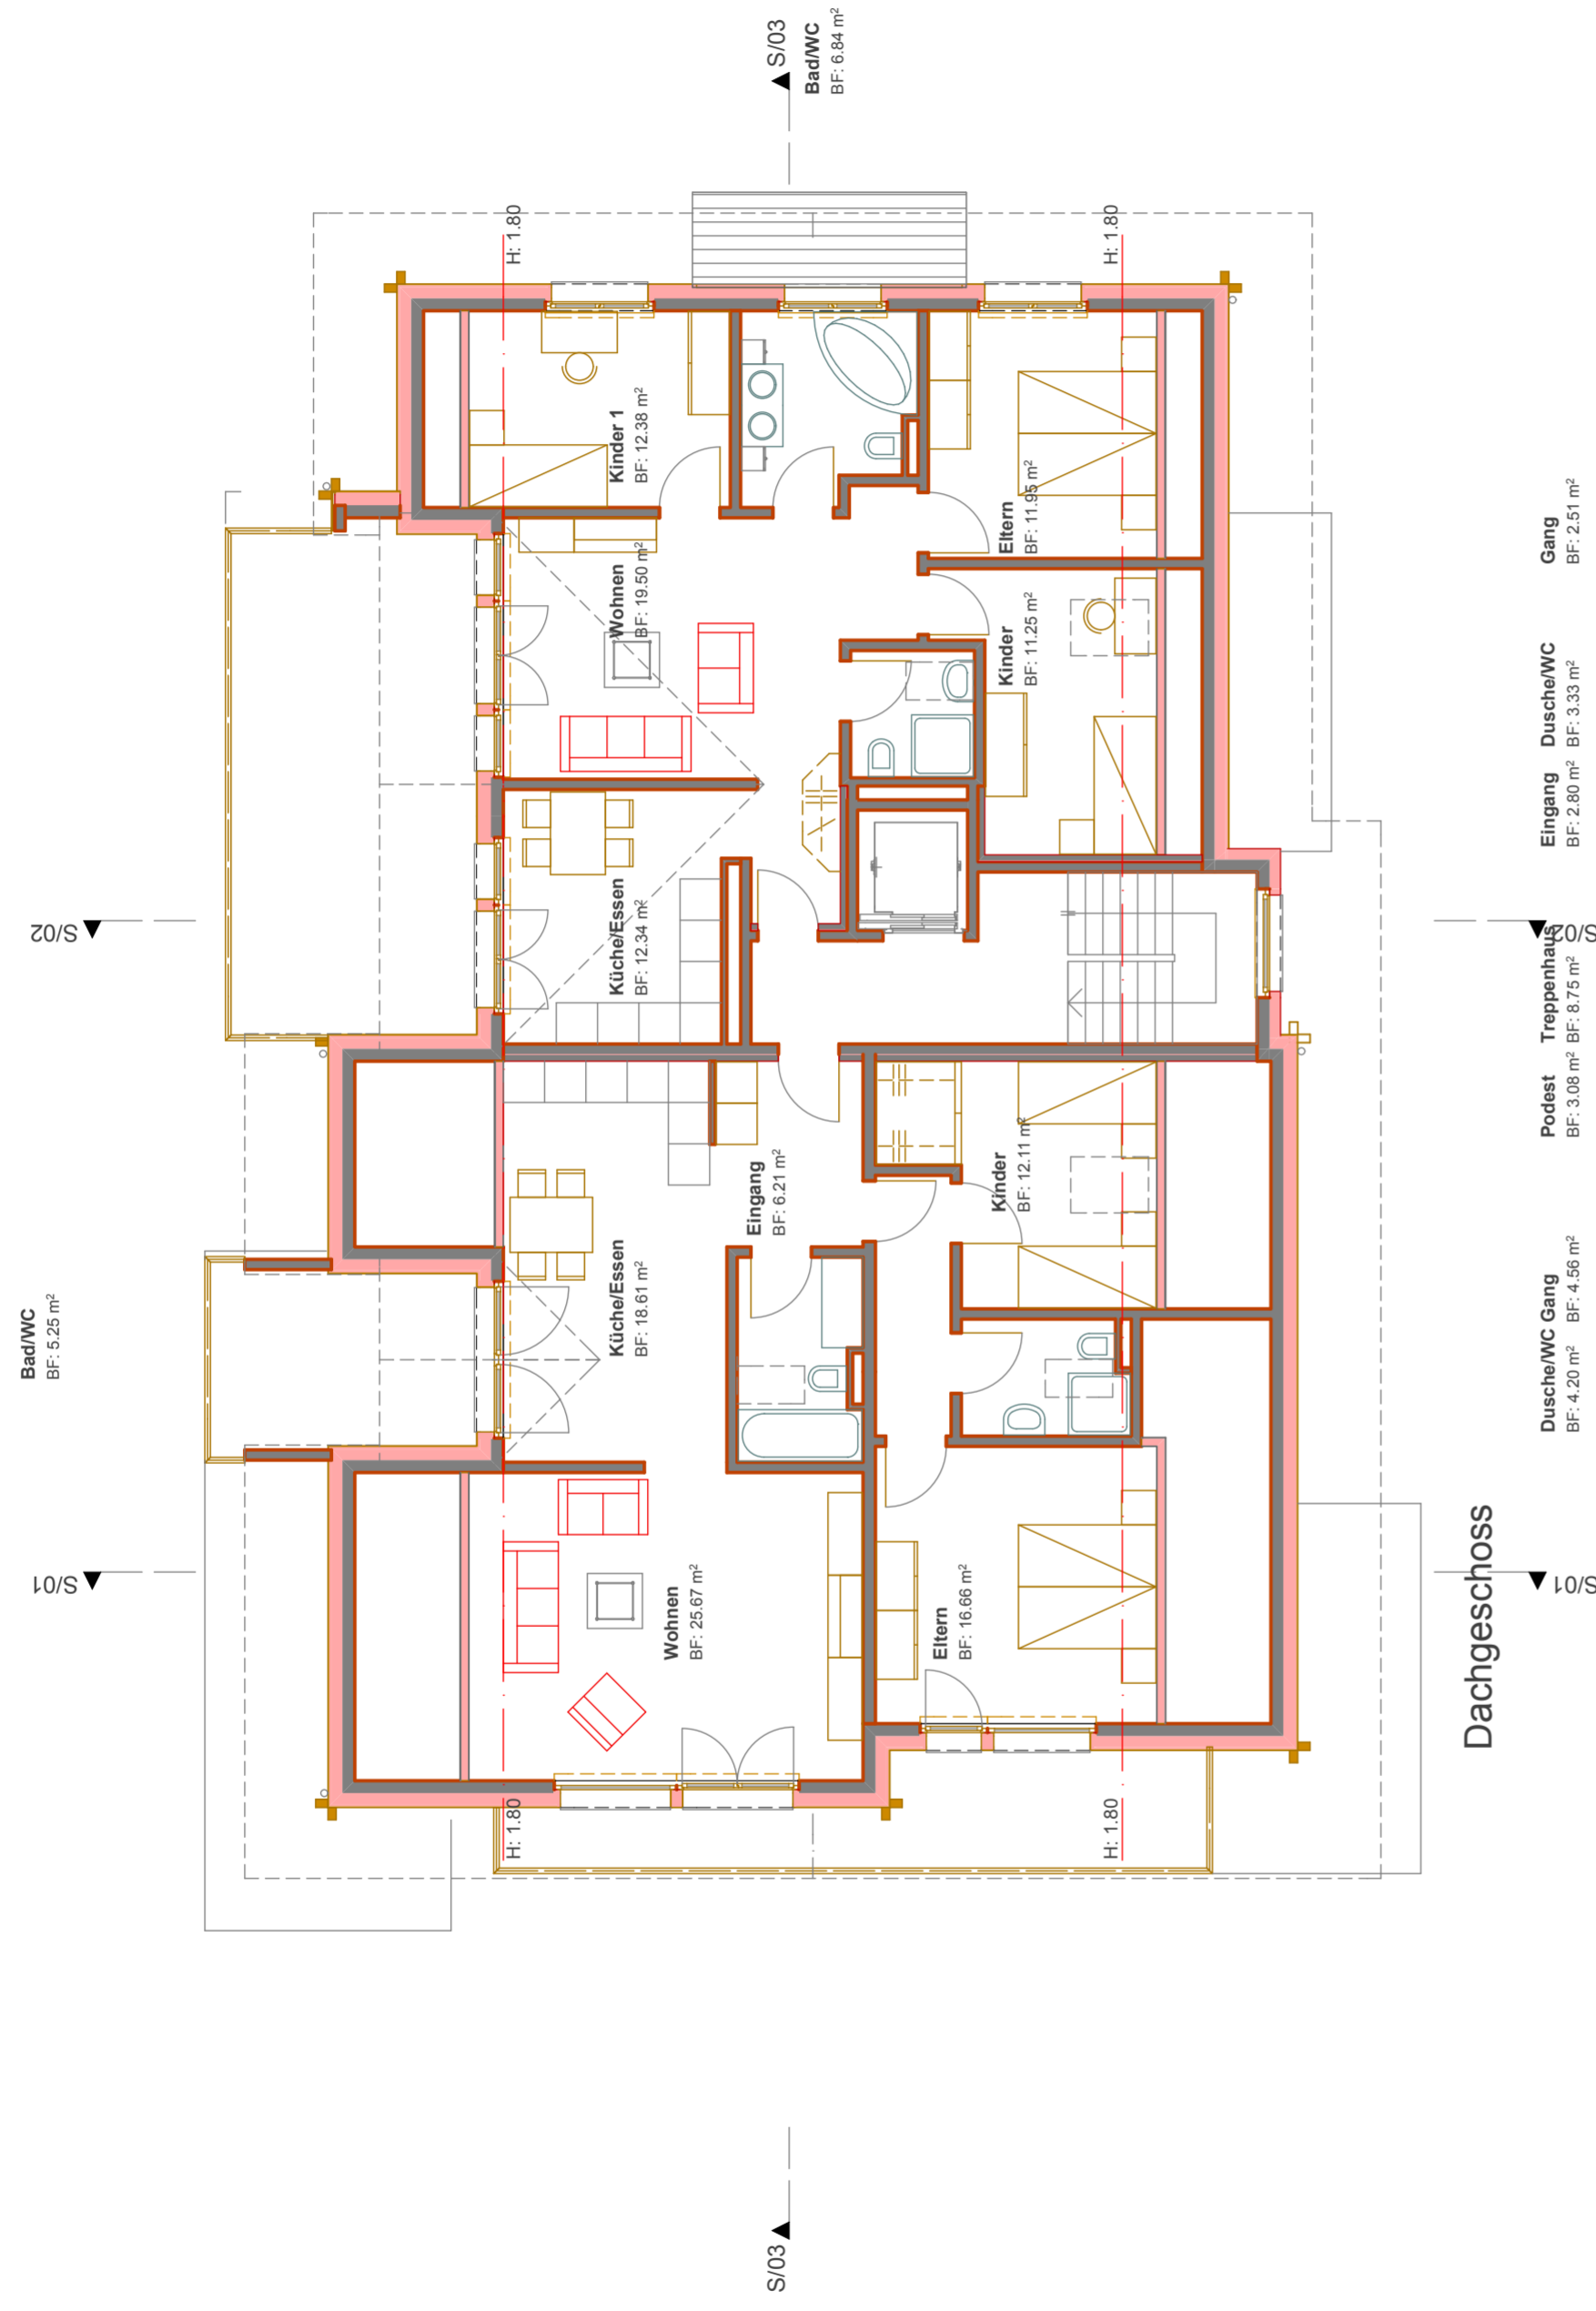 S/03
Bad/WC
BF: 6.84 m²
H: 1.80
H: 1.80
Kinder 1
BF: 12.38 m²
Wohnen
BF: 19.50 m²
Eltern
BF: 11.95 m²
Kinder
BF: 11.25 m²
Küche/Essen
BF: 12.34 m²
S/02
S/02
Gang
BF: 2.51 m²
Dusche/WC
BF: 3.33 m²
Eingang
BF: 2.80 m²
Treppenhaus
BF: 8.75 m²
Podest
BF: 3.08 m²
Kinder
BF: 12.11 m²
Eingang
BF: 6.21 m²
Küche/Essen
BF: 18.61 m²
Bad/WC
BF: 5.25 m²
Gang
BF: 4.56 m²
Dusche/WC
BF: 4.20 m²
S/01
S/01
Wohnen
BF: 25.67 m²
Eltern
BF: 16.66 m²
Dachgeschoss
H: 1.80
H: 1.80
S/03